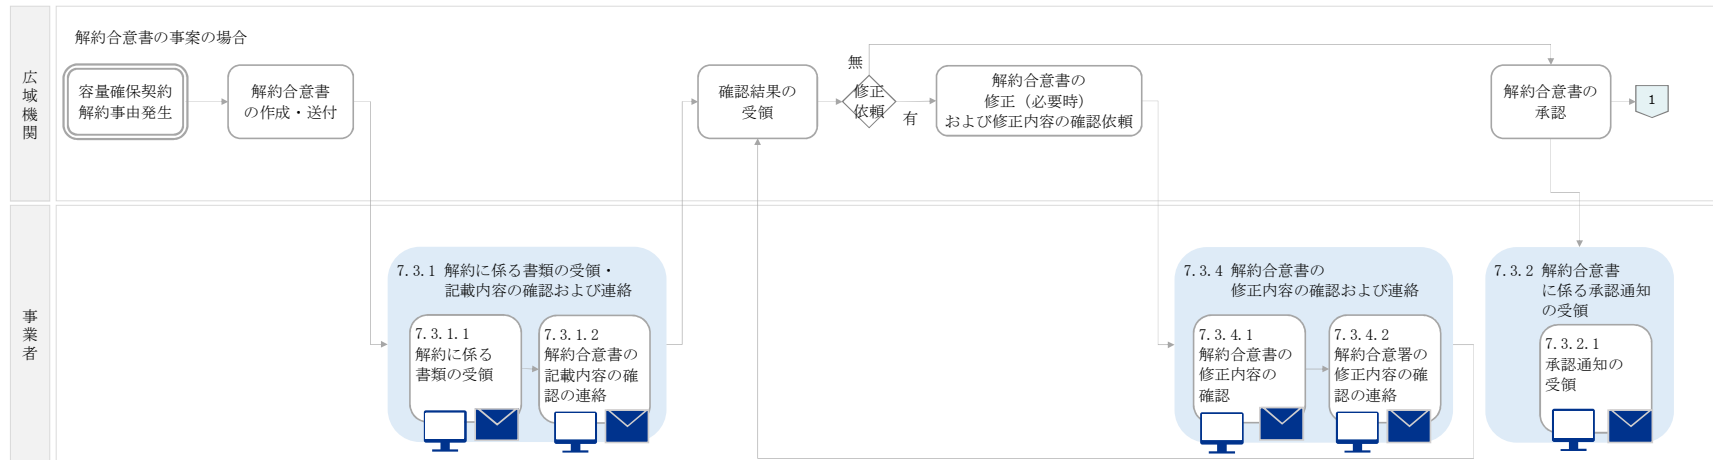 広域機関
解約合意書の事案の場合
容量確保契約
解約事由発生
解約合意書
の作成・送付
確認結果の
受領
修正
依頼
無
有
解約合意書の
修正（必要時）
および修正内容の確認依頼
解約合意書の
承認
1
事業者
7.3.1 解約に係る書類の受領・
記載内容の確認および連絡
7.3.1.1
解約に係る
書類の受領
7.3.1.2
解約合意書の
記載内容の確
認の連絡
7.3.4 解約合意書の
修正内容の確認および連絡
7.3.4.1
解約合意書の
修正内容の
確認
7.3.4.2
解約合意署の
修正内容の確
認の連絡
7.3.2 解約合意書
に係る承認通知
の受領
7.3.2.1
承認通知の
受領